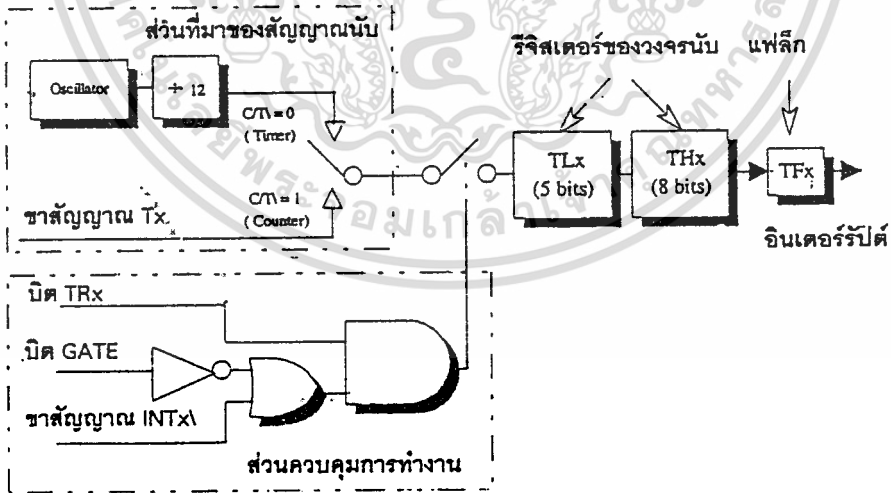 ส่วนที่มาของสัญญาณนับ
Oscillator
÷ 12
C/T\ = 0
( Timer)
C/T\ = 1
( Counter)
ขาสัญญาณ Tx
รีจิสเตอร์ของวงจรนับ
แฟล็ก
TLx
(5 bits)
THx
(8 bits)
TFx
อินเตอร์รัปต์
บิต TRx
บิต GATE
ขาสัญญาณ INTx\
ส่วนควบคุมการทำงาน